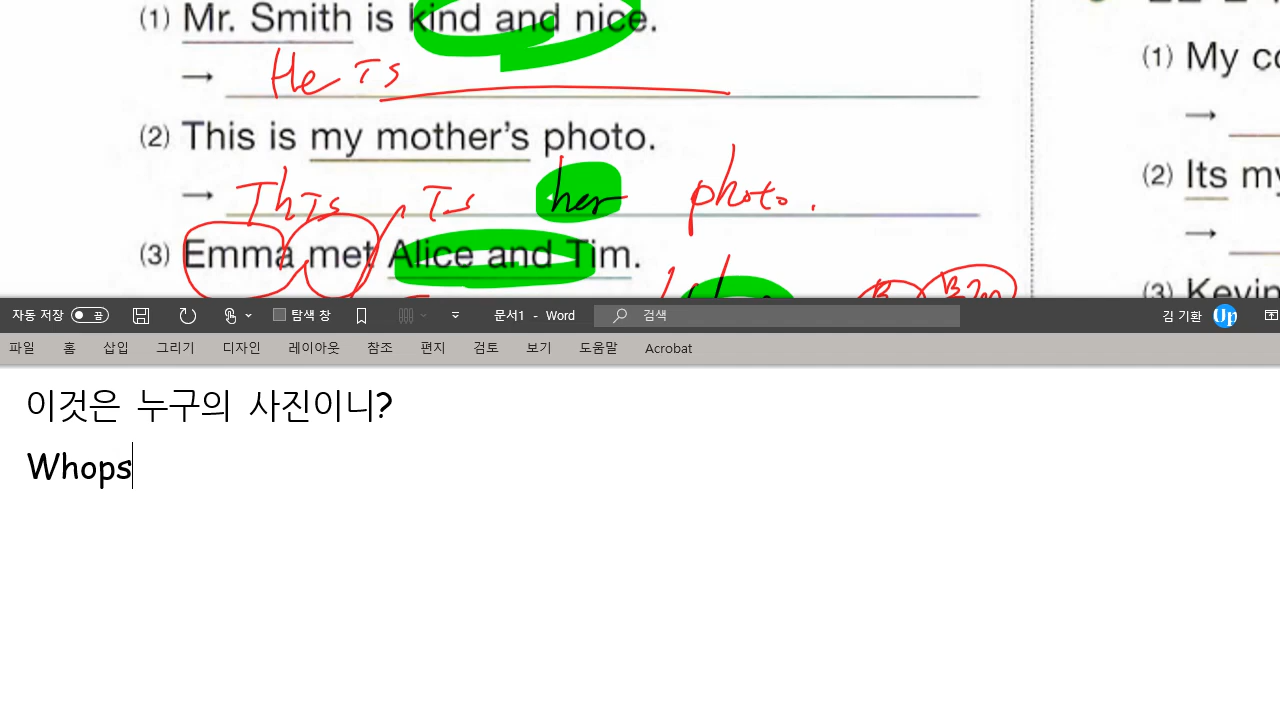 (1) Mr. Smith is kind and nice.
→ He is
(2) This is my mother's photo.
→ This is her photo.
(3) Emma met Alice and Tim.
(1) My co
→
(2) Its my
→
(3) Kevin
자동 저장 끔 탐색 창 문서1 - Word 검색 김 기환 Up
파일 홈 삽입 그리기 디자인 레이아웃 참조 편지 검토 보기 도움말 Acrobat
이것은 누구의 사진이니?
Whops